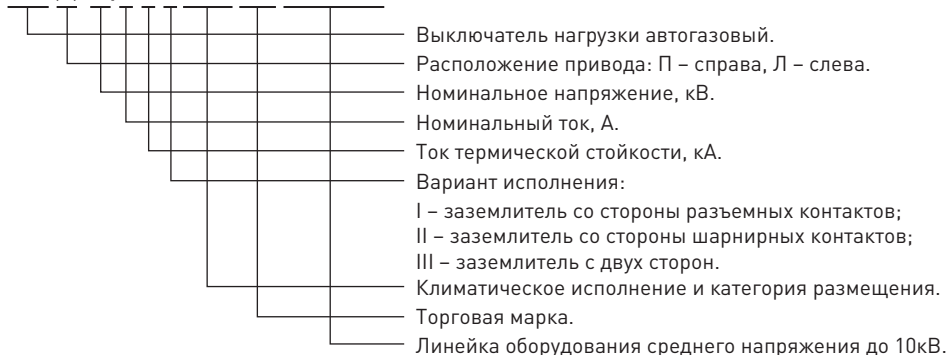 Выключатель нагрузки автогазовый.
Расположение привода: П – справа, Л – слева.
Номинальное напряжение, кВ.
Номинальный ток, А.
Ток термической стойкости, кА.
Вариант исполнения:
I – заземлитель со стороны разъемных контактов;
II – заземлитель со стороны шарнирных контактов;
III – заземлитель с двух сторон.
Климатическое исполнение и категория размещения.
Торговая марка.
Линейка оборудования среднего напряжения до 10кВ.